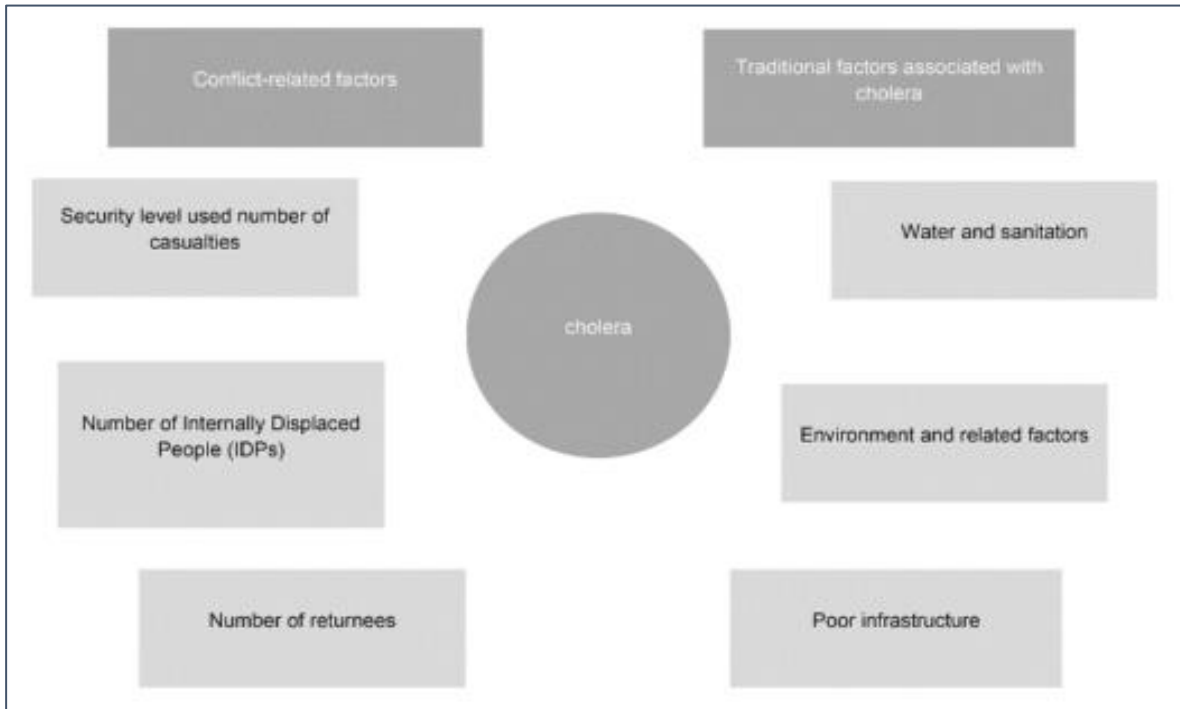 Conflict-related factors
Traditional factors associated with
cholera
Security level used number of
casualties
Water and sanitation
cholera
Number of Internally Displaced
People (IDPs)
Environment and related factors
Number of returnees
Poor infrastructure